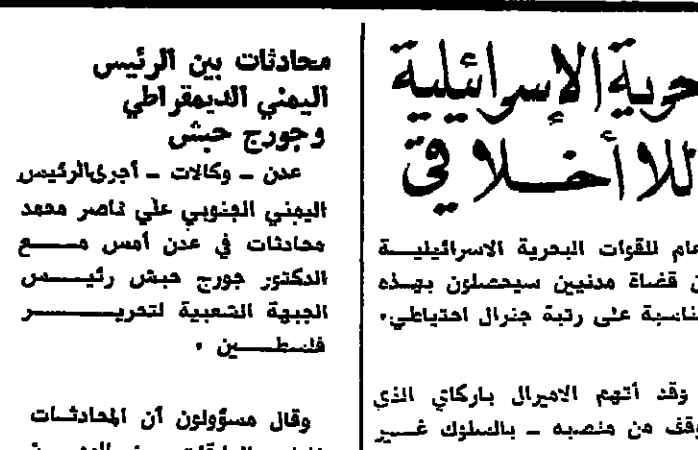 حرية الإسرائيلية
للا أخلاقي
عام للقوات البحرية الاسرائيلية
قضاة مدنيين سيحصلون بهذه
ناسبة على رتبة جنرال احتياطي.
وقد أتهم الاميرال باركاي الذي
وقف من منصبه - بالسلوك غير
محادثات بين الرئيس
اليمني الديمقراطي
وجورج حبش
عدن - وكالات - أجرى الرئيس
اليمني الجنوبي علي ناصر محمد
محادثات في عدن أمس مع
الدكتور جورج حبش رئيس
الجبهة الشعبية لتحرير
فلسطين .
وقال مسؤولون أن المحادثات